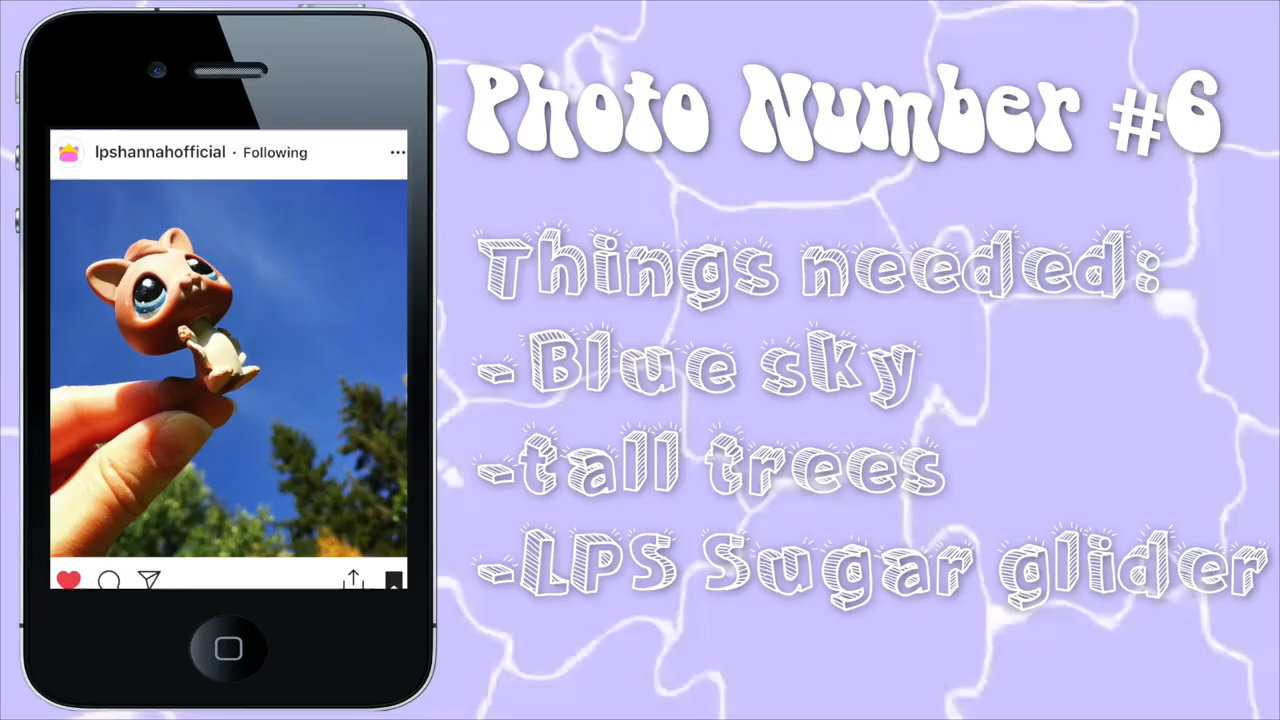 lpshannahofficial · Following
Photo Number #6
Things needed:
-Blue sky
-tall trees
-LPS Sugar glider